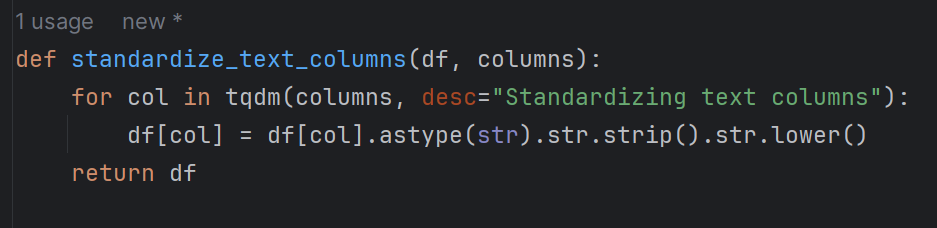 1 usage new *
def standardize_text_columns(df, columns):
    for col in tqdm(columns, desc="Standardizing text columns"):
        df[col] = df[col].astype(str).str.strip().str.lower()
    return df